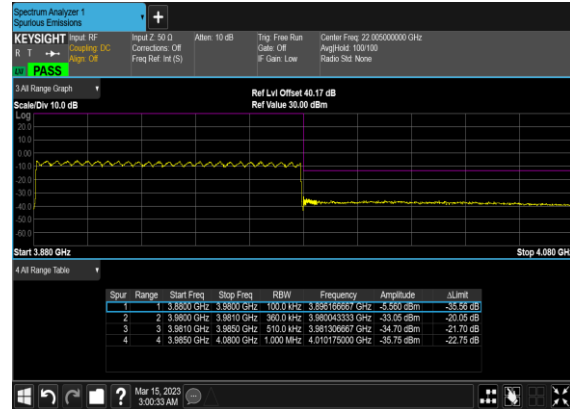 Spectrum Analyzer 1
Spurious Emissions
+
KEYSIGHT Input: RF Input Z: 50 Ω Atten: 10 dB Trig: Free Run Center Freq: 22.005000000 GHz
R T Coupling: DC Corrections: Off Gate: Off Avg|Hold: 100/100
Align: Off Freq Ref: Int (S) IF Gain: Low Radio Std: None
PASS
3 All Range Graph
Ref Lvl Offset 40.17 dB
Scale/Div 10.0 dB Ref Value 30.00 dBm
Log
20.0
10.0
0.00
-10.0
-20.0
-30.0
-40.0
-50.0
-60.0
Start 3.880 GHz Stop 4.080 GHz
4 All Range Table
Spur Range Start Freq Stop Freq RBW Frequency Amplitude ΔLimit
1 1 3.8800 GHz 3.9800 GHz 100.0 kHz 3.896166667 GHz -5.560 dBm -35.56 dB
2 2 3.9800 GHz 3.9810 GHz 360.0 kHz 3.980043333 GHz -33.05 dBm -20.05 dB
3 3 3.9810 GHz 3.9850 GHz 510.0 kHz 3.981306667 GHz -34.70 dBm -21.70 dB
4 4 3.9850 GHz 4.0800 GHz 1.000 MHz 4.010175000 GHz -35.75 dBm -22.75 dB
? Mar 15, 2023
3:00:33 AM